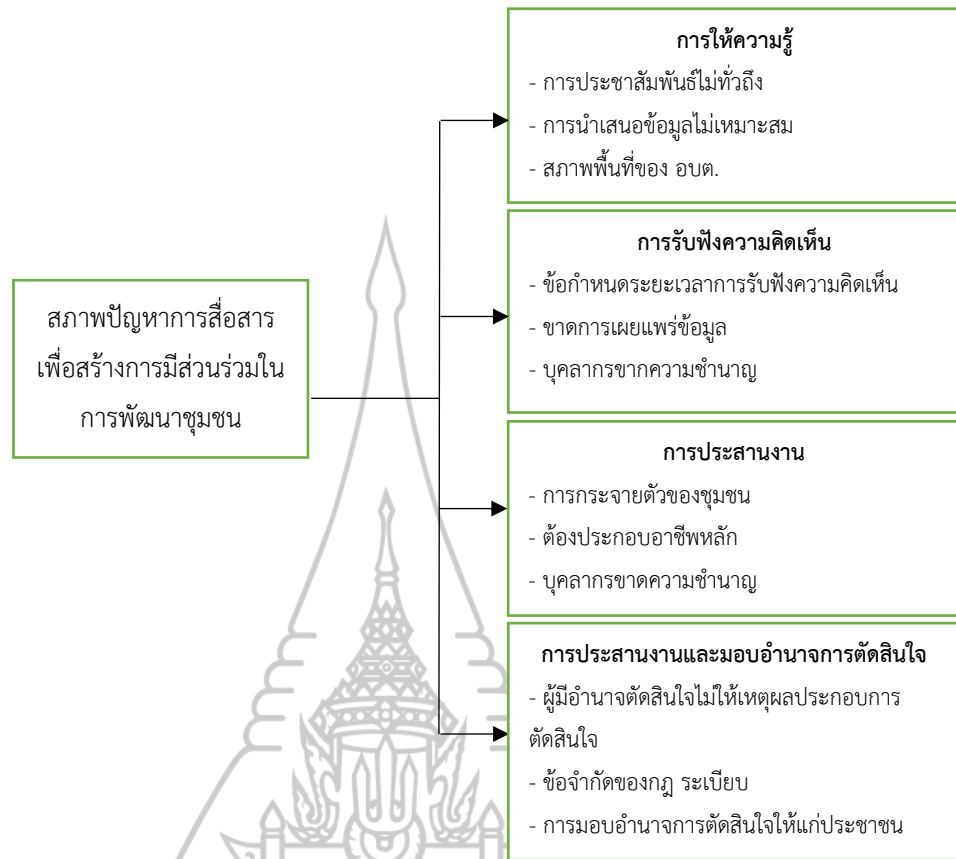 สภาพปัญหาการสื่อสาร
เพื่อสร้างการมีส่วนร่วมใน
การพัฒนาชุมชน
การให้ความรู้
- การประชาสัมพันธ์ไม่ทั่วถึง
- การนำเสนอข้อมูลไม่เหมาะสม
- สภาพพื้นที่ของ อบต.
การรับฟังความคิดเห็น
- ข้อกำหนดระยะเวลาการรับฟังความคิดเห็น
- ขาดการเผยแพร่ข้อมูล
- บุคลากรขากความชำนาญ
การประสานงาน
- การกระจายตัวของชุมชน
- ต้องประกอบอาชีพหลัก
- บุคลากรขาดความชำนาญ
การประสานงานและมอบอำนาจการตัดสินใจ
- ผู้มีอำนาจตัดสินใจไม่ให้เหตุผลประกอบการ
ตัดสินใจ
- ข้อจำกัดของกฎ ระเบียบ
- การมอบอำนาจการตัดสินใจให้แก่ประชาชน